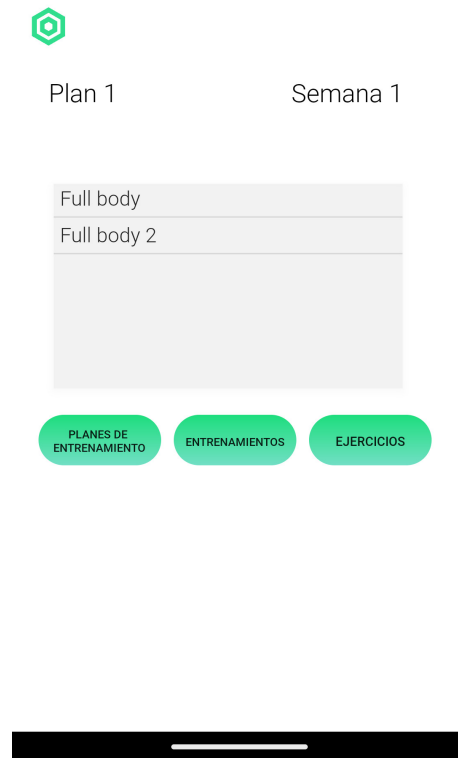 Plan 1
Semana 1
Full body
Full body 2
PLANES DE
ENTRENAMIENTO
ENTRENAMIENTOS
EJERCICIOS